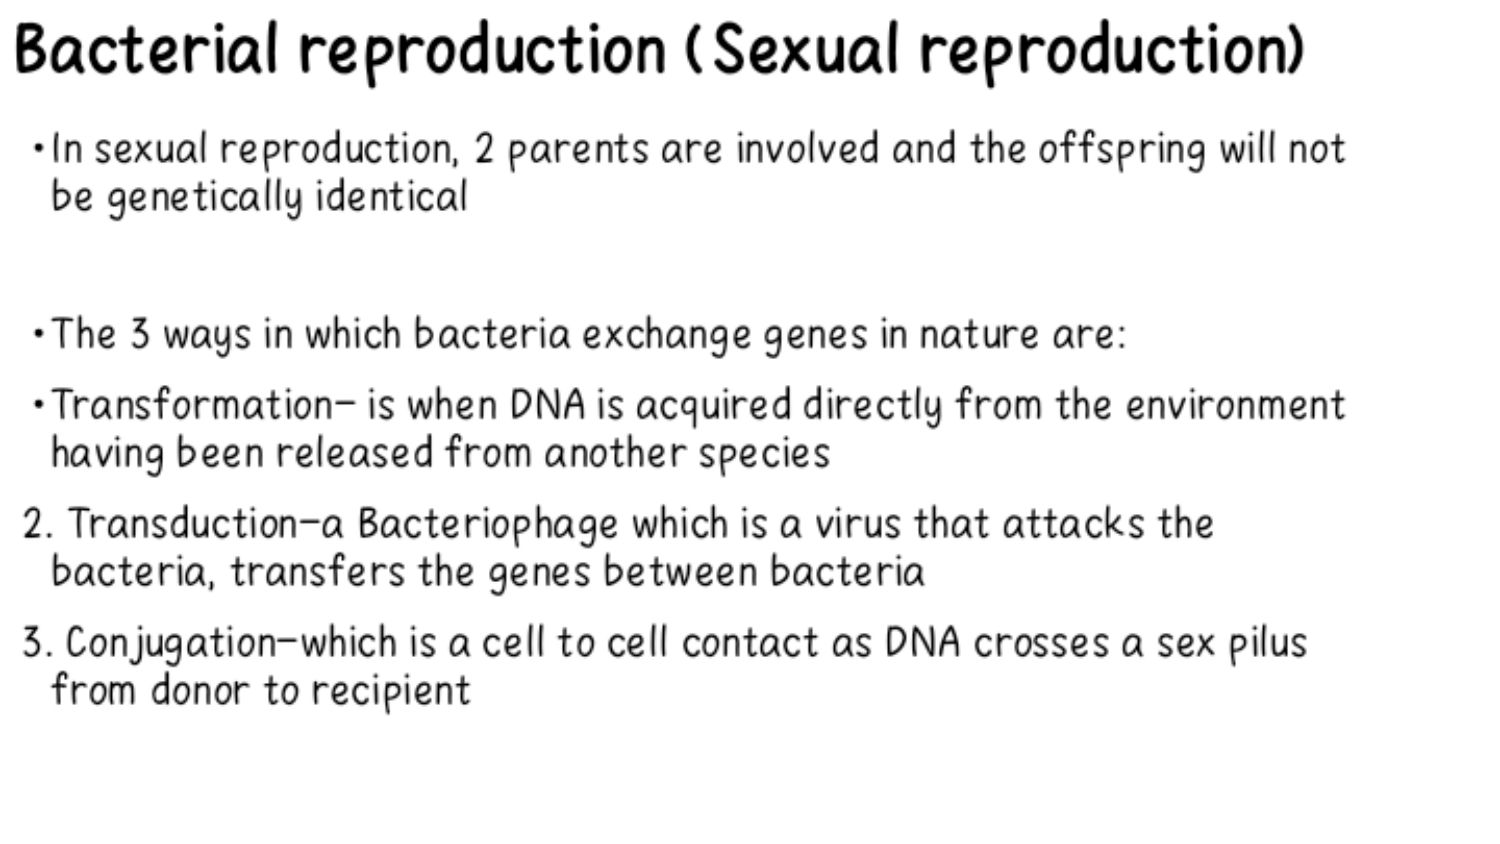 Bacterial reproduction (Sexual reproduction)
•In sexual reproduction, 2 parents are involved and the offspring will not
be genetically identical
•The 3 ways in which bacteria exchange genes in nature are:
•Transformation– is when DNA is acquired directly from the environment
having been released from another species
2. Transduction–a Bacteriophage which is a virus that attacks the
bacteria, transfers the genes between bacteria
3. Conjugation–which is a cell to cell contact as DNA crosses a sex pilus
from donor to recipient